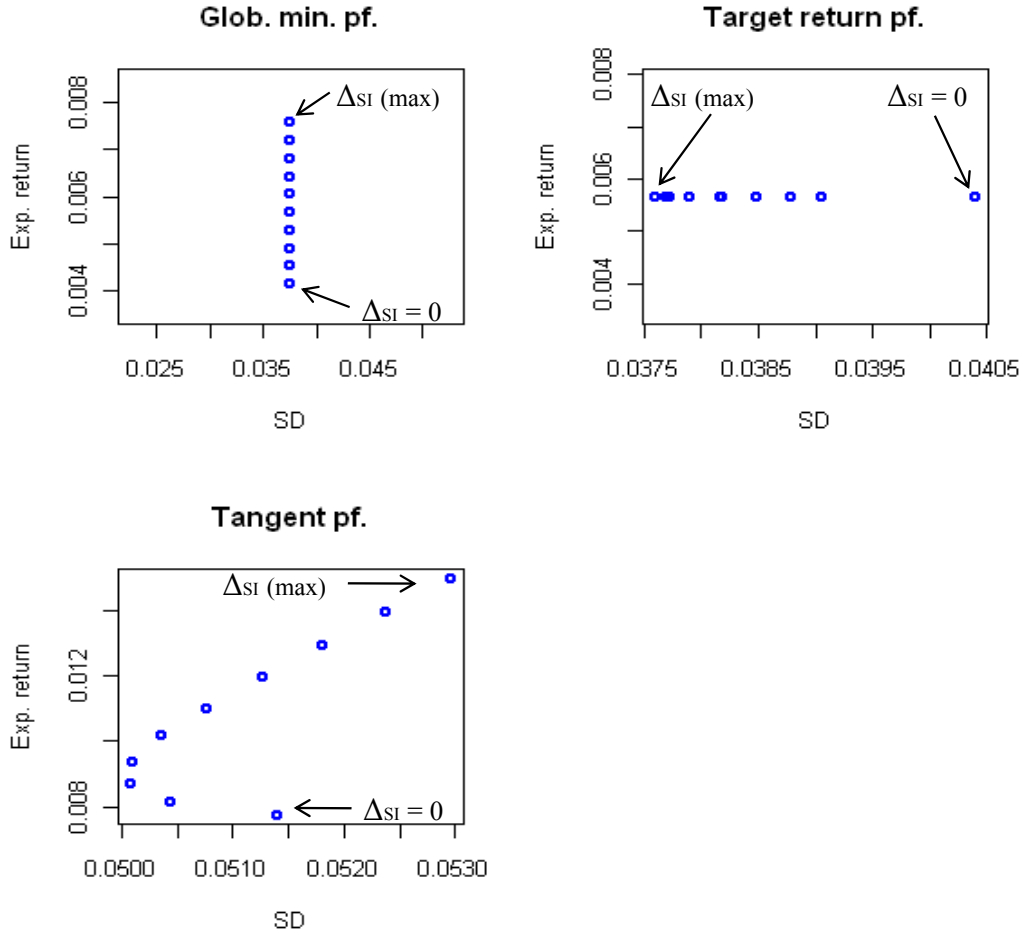 Glob. min. pf.
Exp. return
0.004 0.006 0.008
ΔSI (max)
ΔSI = 0
0.025 0.035 0.045
SD
Target return pf.
Exp. return
0.004 0.006 0.008
ΔSI (max)
ΔSI = 0
0.0375 0.0385 0.0395 0.0405
SD
Tangent pf.
Exp. return
0.008 0.012
ΔSI (max)
ΔSI = 0
0.0500 0.0510 0.0520 0.0530
SD